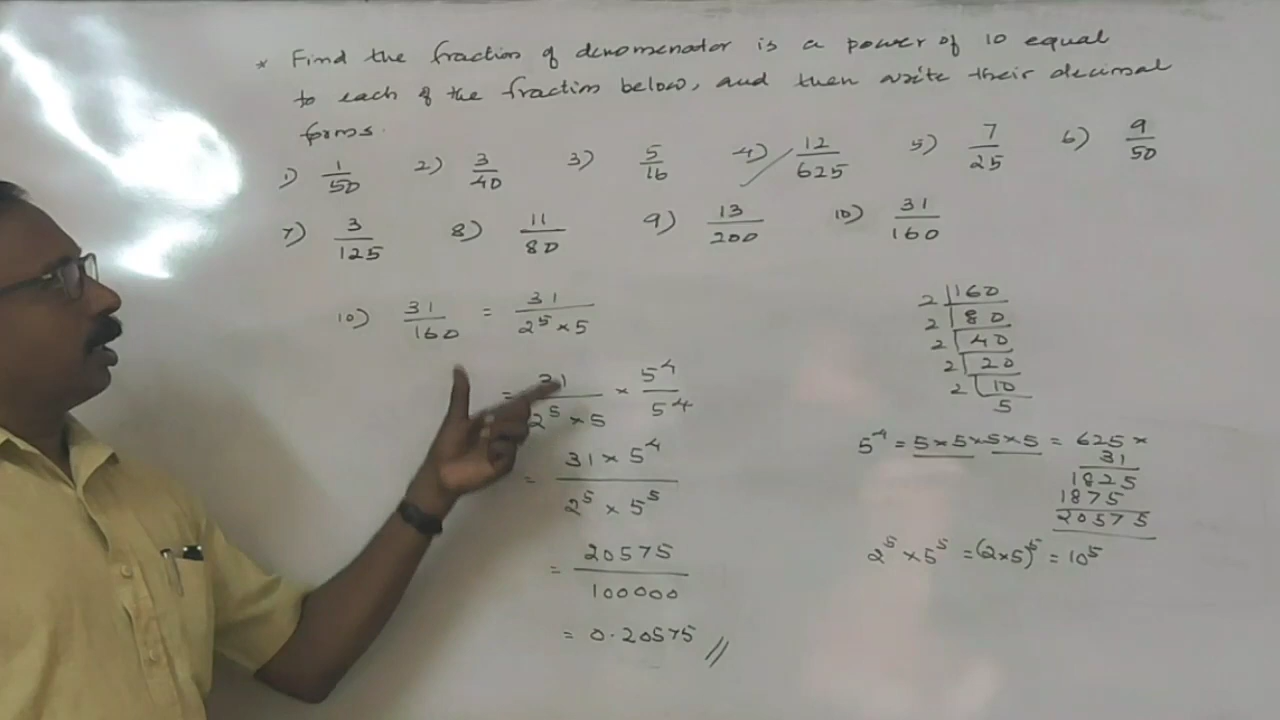 * Find the fraction of denomenator is a power of 10 equal
to each of the fraction below, and then write their decimal
forms.
1) 1/50 2) 3/40 3) 5/16 4) 12/625 5) 7/25 6) 9/50
7) 3/125 8) 11/80 9) 13/200 10) 31/160
10) 31/160 = 31/2⁵×5
= 31/2⁵×5 × 5⁴/5⁴
= 31×5⁴/2⁵×5⁵
= 20575/100000
= 0.20575 //
2 | 160
2 | 80
2 | 40
2 | 20
2 | 10
5
5⁴ = 5×5×5×5 = 625 ×
31
1825
1875
20575
2⁵×5⁵ = (2×5)⁵ = 10⁵